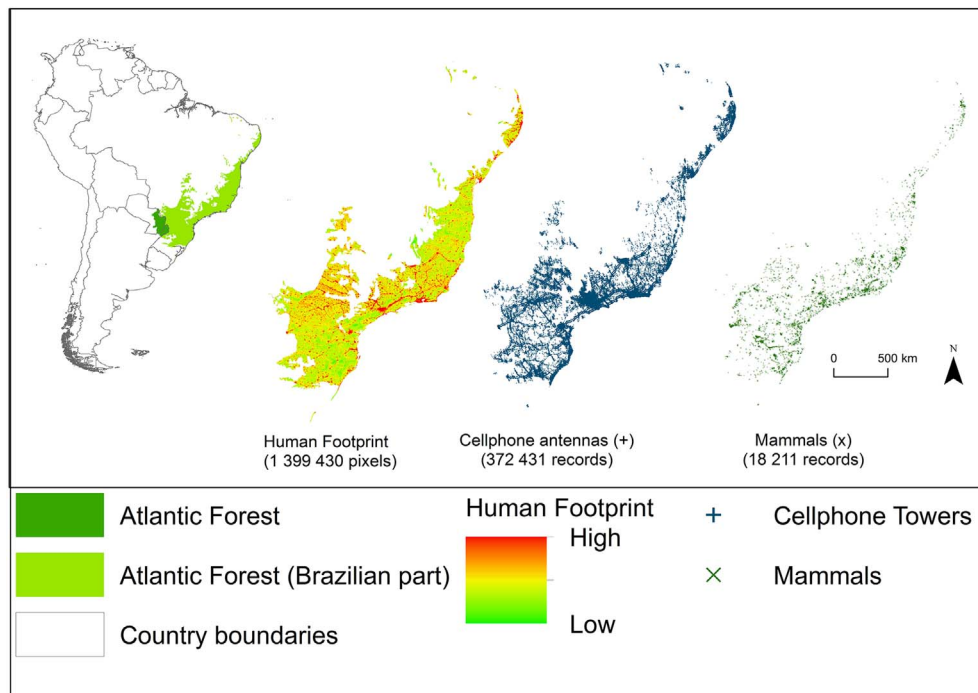 0 500 km
N
Human Footprint
(1 399 430 pixels)
Cellphone antennas (+)
(372 431 records)
Mammals (x)
(18 211 records)
Atlantic Forest
Atlantic Forest (Brazilian part)
Country boundaries
Human Footprint
High
Low
Cellphone Towers
Mammals